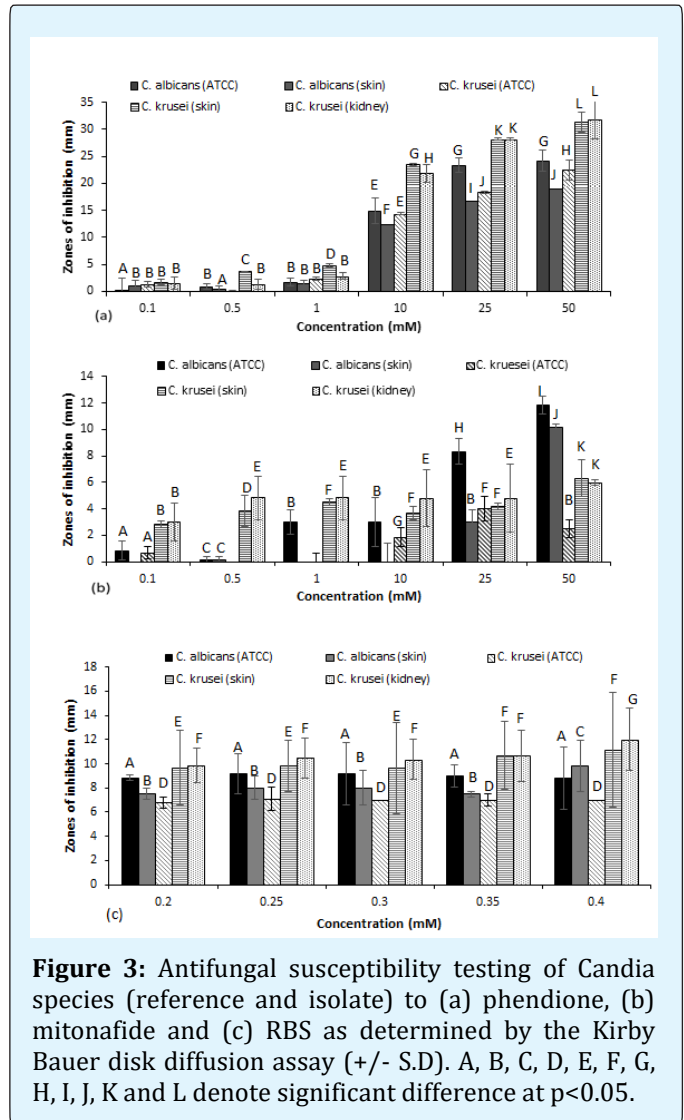 C. albicans (ATCC) C. albicans (skin) C. krusei (ATCC)
C. krusei (skin) C. krusei (kidney)
Zones of inhibition (mm)
35
30
25
20
15
10
5
0
A B B B B
B A C B
B B B D B
E F E G H
G I J K K
G J H L L
0.1 0.5 1 10 25 50
(a) Concentration (mM)
C. albicans (ATCC) C. albicans (skin) C. kruesei (ATCC)
C. krusei (skin) C. krusei (kidney)
Zones of inhibition (mm)
14
12
10
8
6
4
2
0
A A B B
C C D E
B F E
B G F E
H B F F E
I J B K K
0.1 0.5 1 10 25 50
(b) Concentration (mM)
C. albicans (ATCC) C. albicans (skin) C. krusei (ATCC)
C. krusei (skin) C. krusei (kidney)
Zones of inhibition (mm)
18
16
14
12
10
8
6
4
2
0
A B D E F
A B D E F
A B D E F
A B D F F
A C D F G
0.2 0.25 0.3 0.35 0.4
(c) Concentration (mM)
Figure 3: Antifungal susceptibility testing of Candia
species (reference and isolate) to (a) phendione, (b)
mitonafide and (c) RBS as determined by the Kirby
Bauer disk diffusion assay (+/- S.D). A, B, C, D, E, F, G,
H, I, J, K and L denote significant difference at p<0.05.